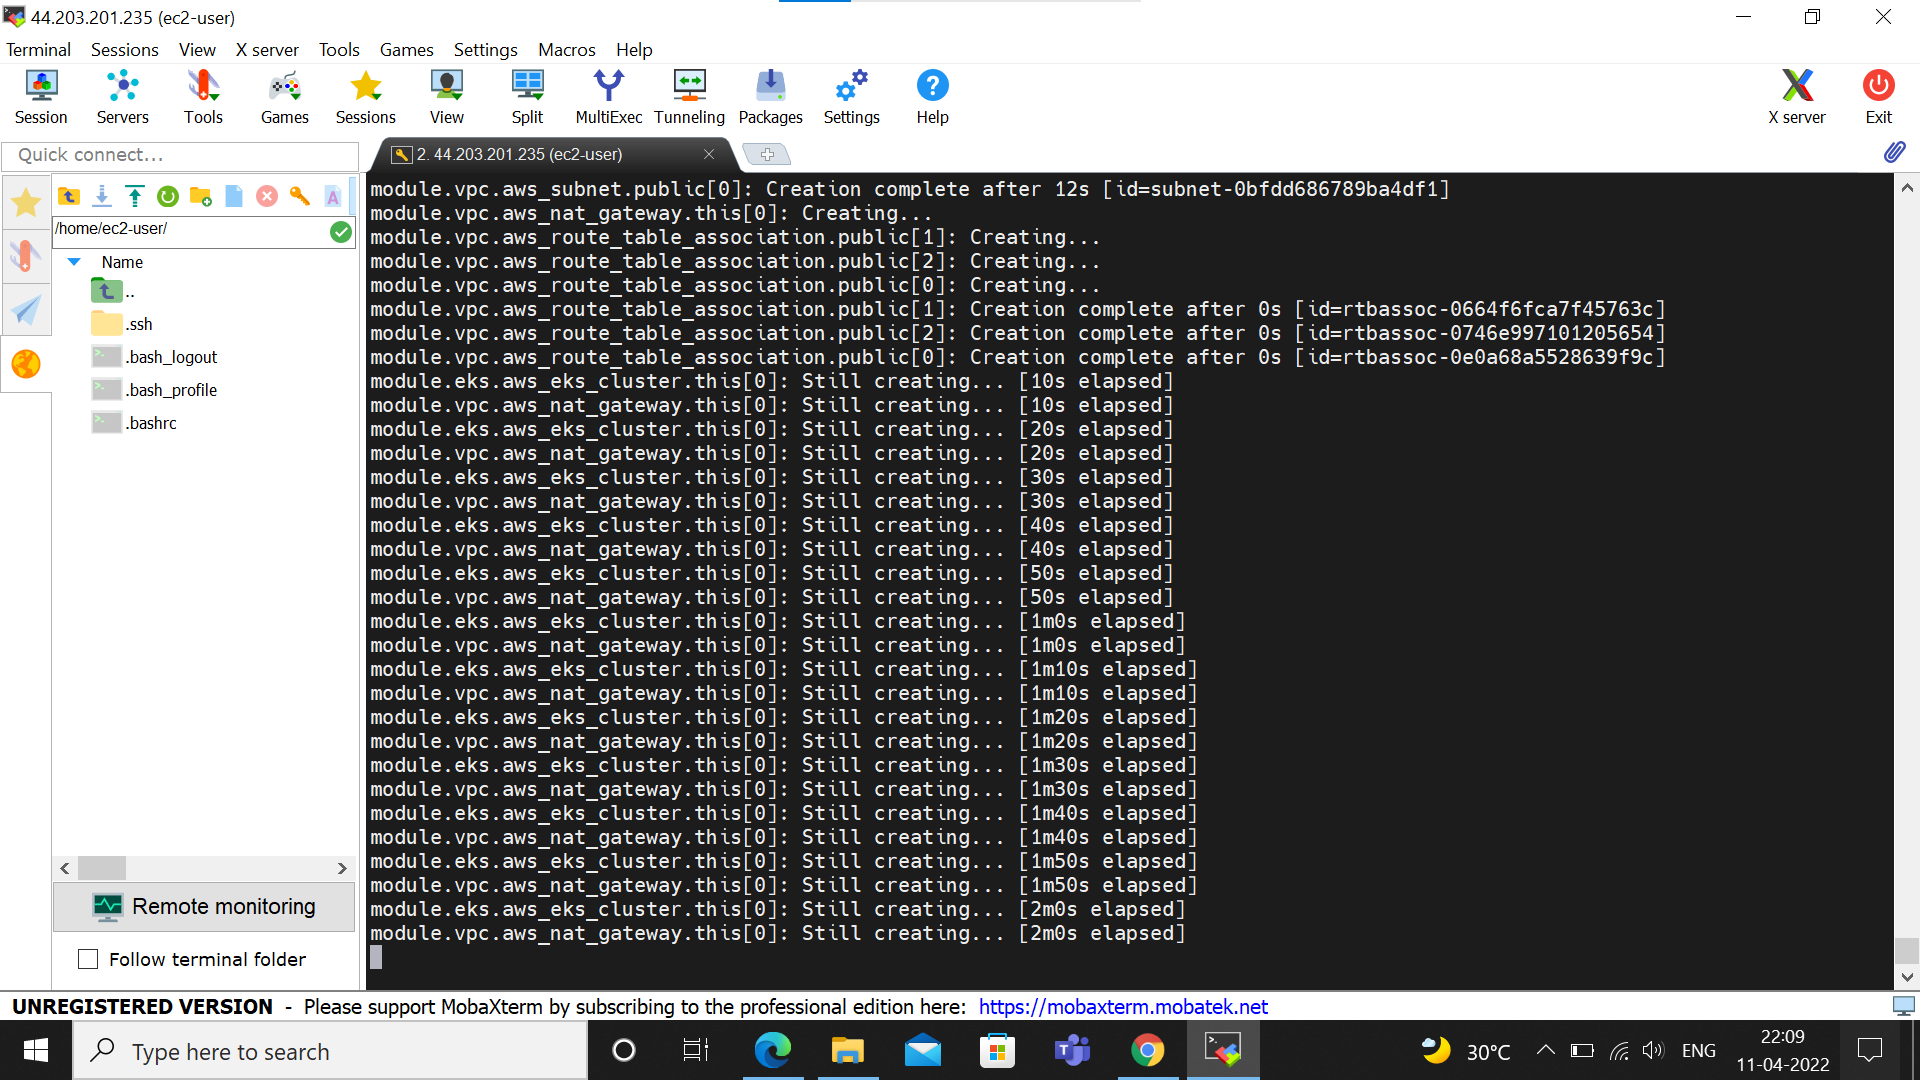 44.203.201.235 (ec2-user)
Terminal Sessions View X server Tools Games Settings Macros Help
Session Servers Tools Games Sessions View Split MultiExec Tunneling Packages Settings Help X server Exit
Quick connect...
2. 44.203.201.235 (ec2-user)
/home/ec2-user/
Name
..
.ssh
.bash_logout
.bash_profile
.bashrc
Remote monitoring
Follow terminal folder
module.vpc.aws_subnet.public[0]: Creation complete after 12s [id=subnet-0bfdd686789ba4df1]
module.vpc.aws_nat_gateway.this[0]: Creating...
module.vpc.aws_route_table_association.public[1]: Creating...
module.vpc.aws_route_table_association.public[2]: Creating...
module.vpc.aws_route_table_association.public[0]: Creating...
module.vpc.aws_route_table_association.public[1]: Creation complete after 0s [id=rtbassoc-0664f6fca7f45763c]
module.vpc.aws_route_table_association.public[2]: Creation complete after 0s [id=rtbassoc-0746e997101205654]
module.vpc.aws_route_table_association.public[0]: Creation complete after 0s [id=rtbassoc-0e0a68a5528639f9c]
module.eks.aws_eks_cluster.this[0]: Still creating... [10s elapsed]
module.vpc.aws_nat_gateway.this[0]: Still creating... [10s elapsed]
module.eks.aws_eks_cluster.this[0]: Still creating... [20s elapsed]
module.vpc.aws_nat_gateway.this[0]: Still creating... [20s elapsed]
module.eks.aws_eks_cluster.this[0]: Still creating... [30s elapsed]
module.vpc.aws_nat_gateway.this[0]: Still creating... [30s elapsed]
module.eks.aws_eks_cluster.this[0]: Still creating... [40s elapsed]
module.vpc.aws_nat_gateway.this[0]: Still creating... [40s elapsed]
module.eks.aws_eks_cluster.this[0]: Still creating... [50s elapsed]
module.vpc.aws_nat_gateway.this[0]: Still creating... [50s elapsed]
module.eks.aws_eks_cluster.this[0]: Still creating... [1m0s elapsed]
module.vpc.aws_nat_gateway.this[0]: Still creating... [1m0s elapsed]
module.eks.aws_eks_cluster.this[0]: Still creating... [1m10s elapsed]
module.vpc.aws_nat_gateway.this[0]: Still creating... [1m10s elapsed]
module.eks.aws_eks_cluster.this[0]: Still creating... [1m20s elapsed]
module.vpc.aws_nat_gateway.this[0]: Still creating... [1m20s elapsed]
module.eks.aws_eks_cluster.this[0]: Still creating... [1m30s elapsed]
module.vpc.aws_nat_gateway.this[0]: Still creating... [1m30s elapsed]
module.eks.aws_eks_cluster.this[0]: Still creating... [1m40s elapsed]
module.vpc.aws_nat_gateway.this[0]: Still creating... [1m40s elapsed]
module.eks.aws_eks_cluster.this[0]: Still creating... [1m50s elapsed]
module.vpc.aws_nat_gateway.this[0]: Still creating... [1m50s elapsed]
module.eks.aws_eks_cluster.this[0]: Still creating... [2m0s elapsed]
module.vpc.aws_nat_gateway.this[0]: Still creating... [2m0s elapsed]
UNREGISTERED VERSION - Please support MobaXterm by subscribing to the professional edition here: https://mobaxterm.mobatek.net
Type here to search
30°C
ENG
22:09
11-04-2022